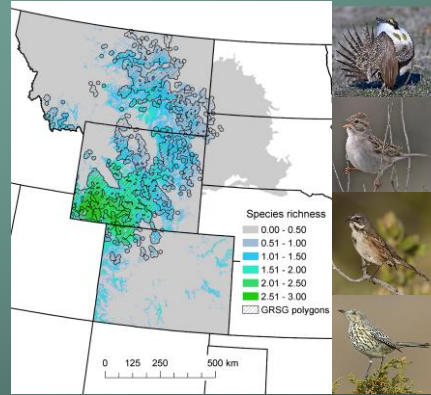 Species richness
0.00 - 0.50
0.51 - 1.00
1.01 - 1.50
1.51 - 2.00
2.01 - 2.50
2.51 - 3.00
GRSG polygons
0 125 250 500 km